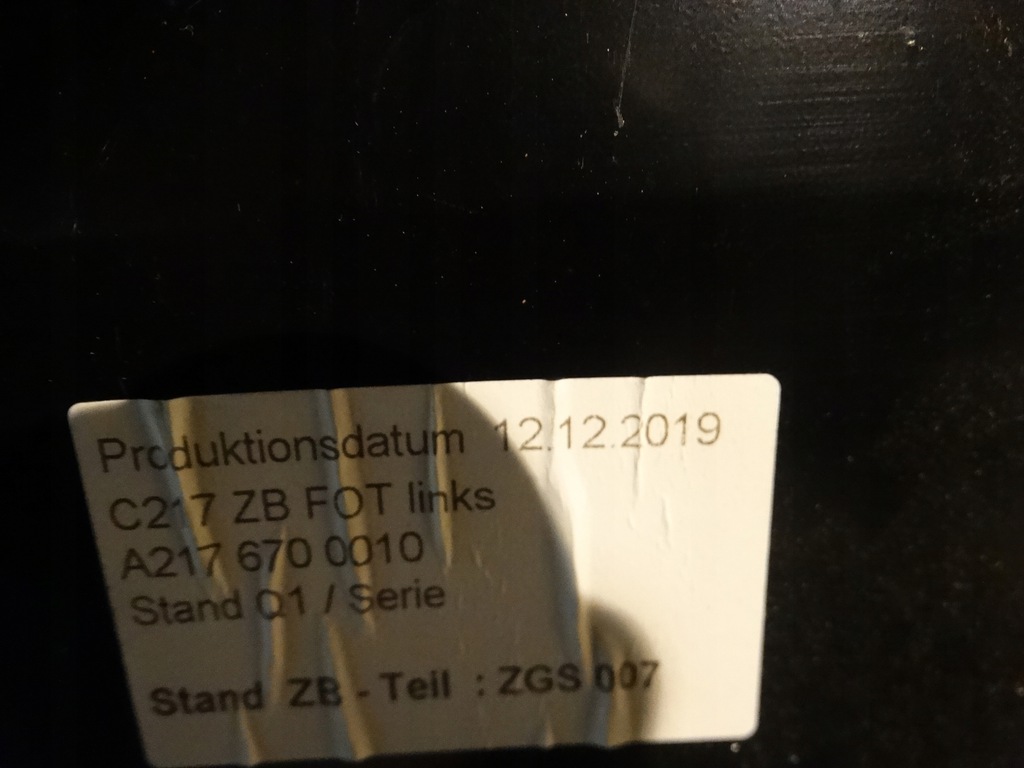 Produktionsdatum 12.12.2019
C217 ZB FOT links
A217 670 0010
Stand Q1 / Serie
Stand ZB - Teil : ZGS 007